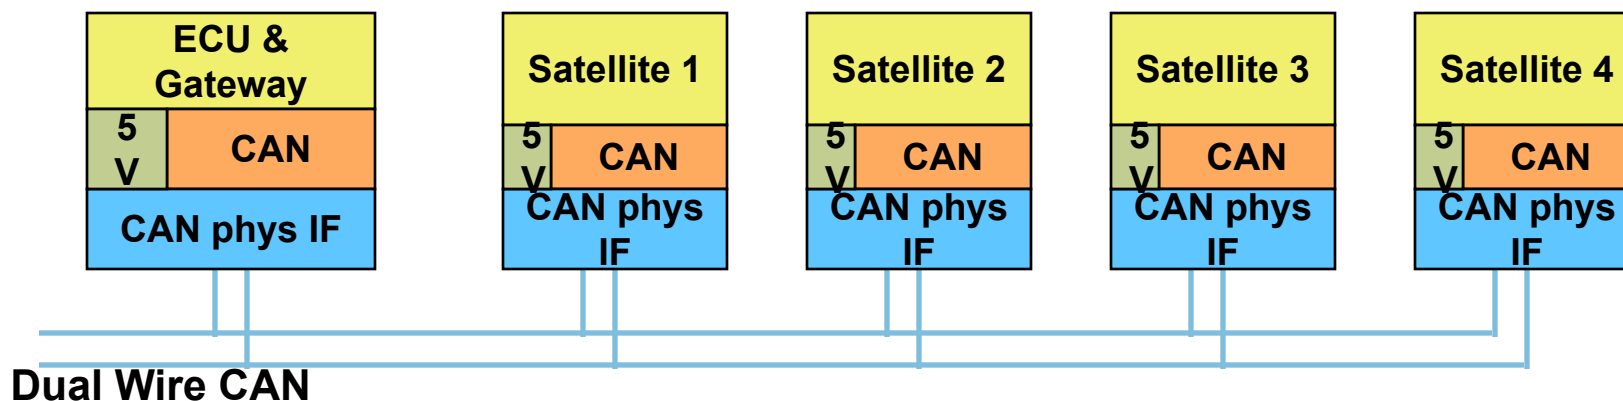 ECU &
Gateway
5
V
CAN
CAN phys IF
Satellite 1
5
V
CAN
CAN phys
IF
Satellite 2
5
V
CAN
CAN phys
IF
Satellite 3
5
V
CAN
CAN phys
IF
Satellite 4
5
V
CAN
CAN phys
IF
Dual Wire CAN